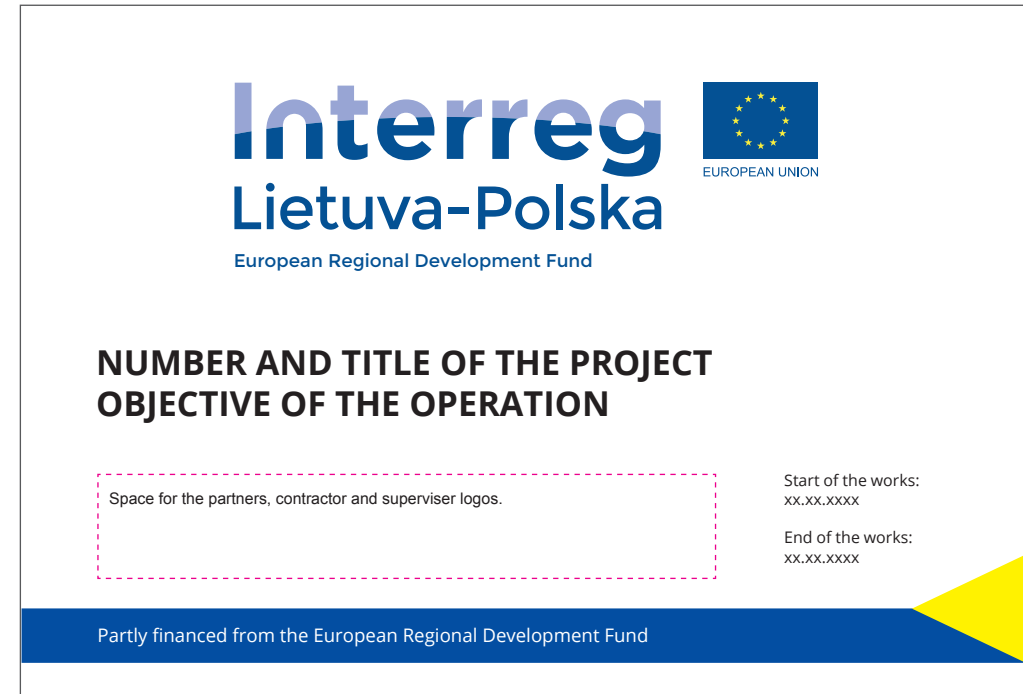 Interreg
EUROPEAN UNION
Lietuva-Polska
European Regional Development Fund
NUMBER AND TITLE OF THE PROJECT
OBJECTIVE OF THE OPERATION
Space for the partners, contractor and superviser logos.
Start of the works:
xx.xx.xxxx
End of the works:
xx.xx.xxxx
Partly financed from the European Regional Development Fund